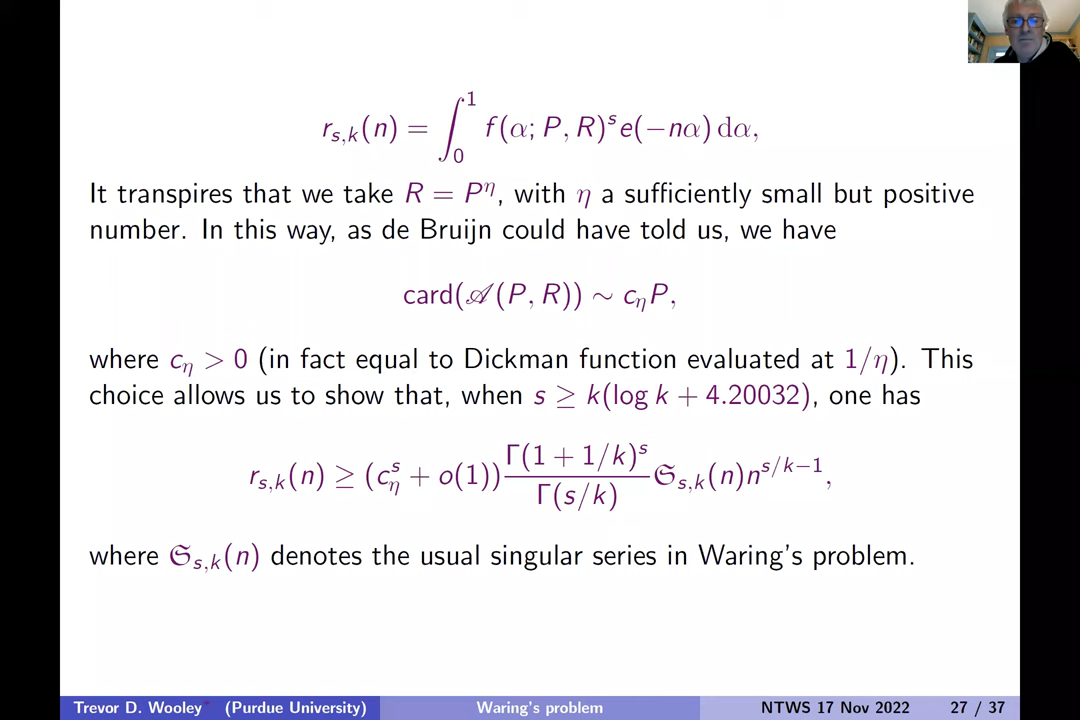 r_{s,k}(n) = ∫_0^1 f(α; P, R)^s e(−nα) dα,
It transpires that we take R = P^η, with η a sufficiently small but positive
number. In this way, as de Bruijn could have told us, we have
card(𝒜(P, R)) ∼ c_η P,
where c_η > 0 (in fact equal to Dickman function evaluated at 1/η). This
choice allows us to show that, when s ≥ k(log k + 4.20032), one has
r_{s,k}(n) ≥ (c_η^s + o(1)) \frac{Γ(1 + 1/k)^s}{Γ(s/k)} 𝔖_{s,k}(n) n^{s/k−1},
where 𝔖_{s,k}(n) denotes the usual singular series in Waring's problem.
Trevor D. Wooley* (Purdue University) Waring's problem NTWS 17 Nov 2022 27 / 37